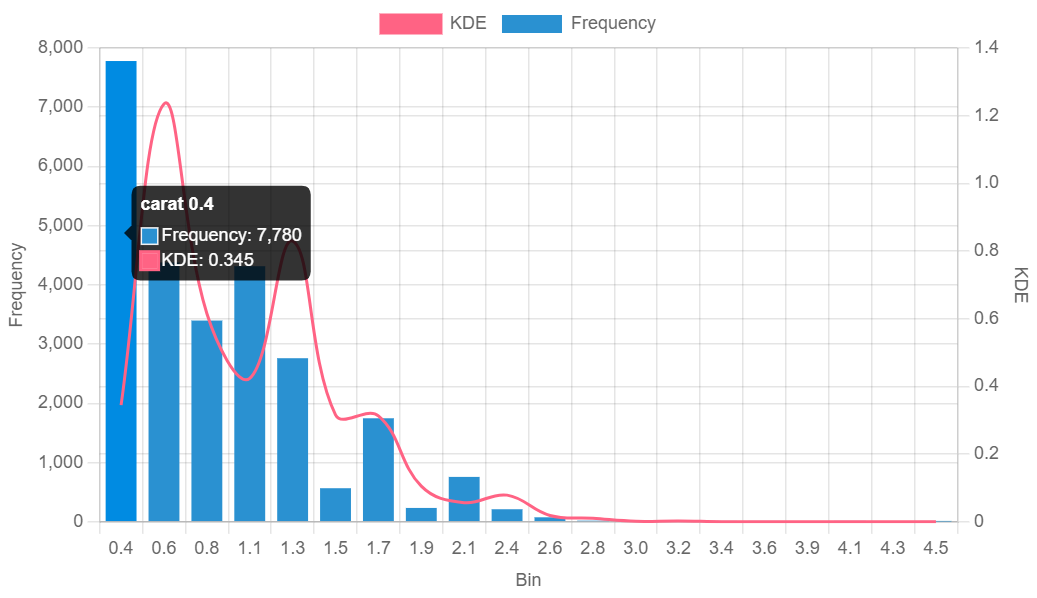 KDE Frequency
8,000
7,000
6,000
5,000
4,000
3,000
2,000
1,000
0
Frequency
carat 0.4
Frequency: 7,780
KDE: 0.345
1.4
1.2
1.0
0.8
0.6
0.4
0.2
0
KDE
0.4 0.6 0.8 1.1 1.3 1.5 1.7 1.9 2.1 2.4 2.6 2.8 3.0 3.2 3.4 3.6 3.9 4.1 4.3 4.5
Bin